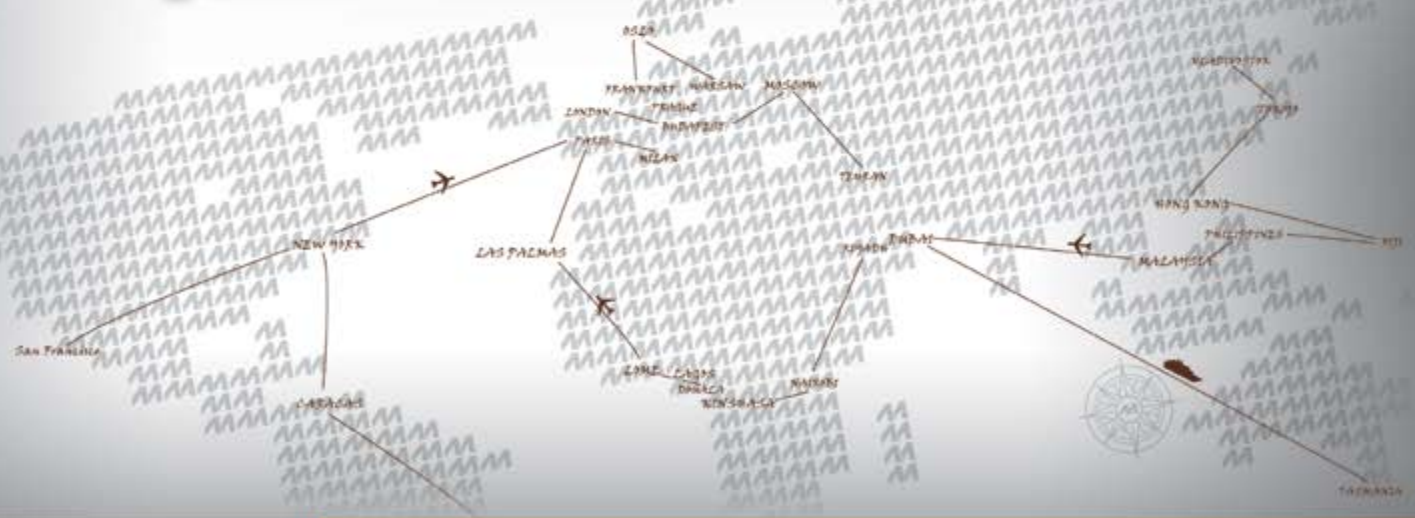 OSLO
FRANKFURT
WARSAW
MOSCOW
PRAGUE
LONDON
BUDAPEST
PARIS
MILAN
TEHRAN
TOKYO
HONG KONG
NEW YORK
LAS PALMAS
RIYADH
DUBAI
PHILIPPINES
MALAYSIA
FIJI
San Francisco
LOME
LAGOS
DOUALA
NAIROBI
KINSHASA
CARACAS
TASMANIA